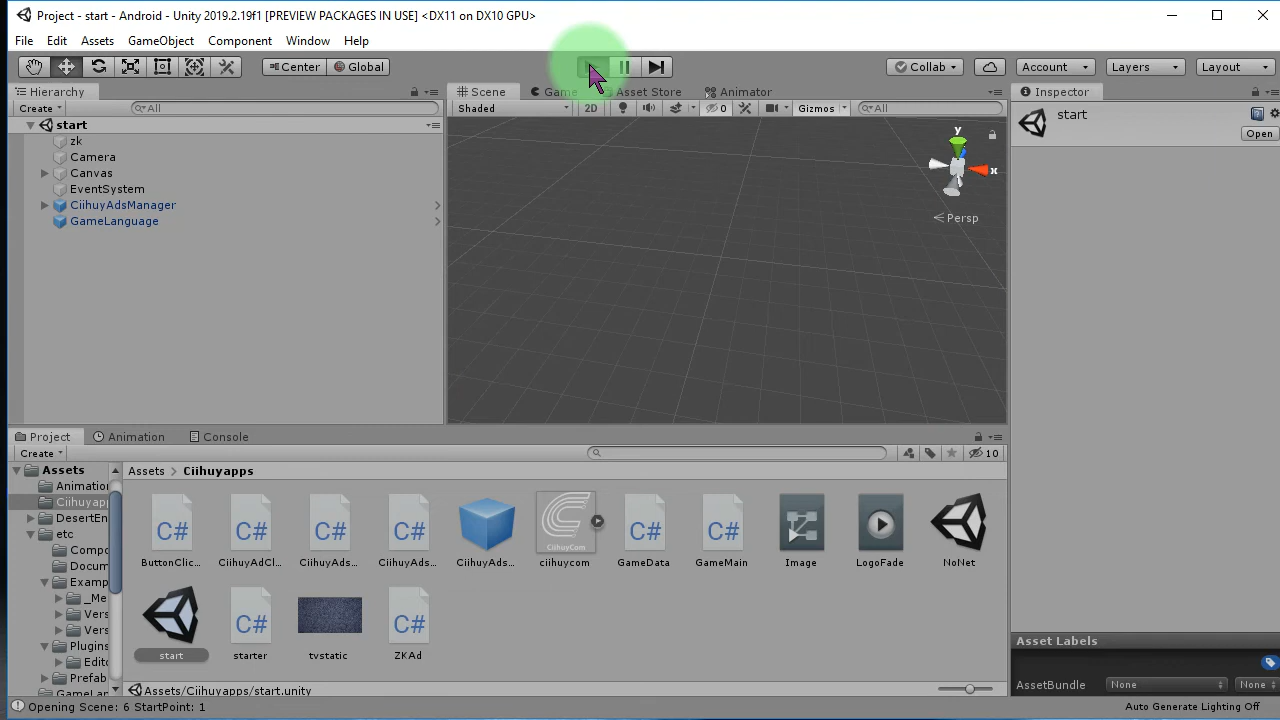 Project - start - Android - Unity 2019.2.19f1 [PREVIEW PACKAGES IN USE] <DX11 on DX10 GPU>
File Edit Assets GameObject Component Window Help
Center Global Collab Account Layers Layout
Hierarchy Scene Game Asset Store Animator Inspector
Create All Shaded 2D 0 Gizmos All
start
start
Open
zk
Camera
Canvas
EventSystem
CiihuyAdsManager
GameLanguage
y
x
Persp
Project Animation Console
Create 10
Assets
Animation
Ciihuyapp
DesertEn
etc
Compo
Docum
Examp
_Me
Vers
Vers
Plugins
Edito
Prefab
Assets Ciihuyapps
CiihuyCom
ButtonClic... CiihuyAdCl... CiihuyAds... CiihuyAds... CiihuyAds... ciihuycom GameData GameMain Image LogoFade NoNet
start starter tvstatic ZKAd
C# C# C# C# C# C#
C# C#
Assets/Ciihuyapps/start.unity
Asset Labels
AssetBundle None None
Opening Scene: 6 StartPoint: 1
Auto Generate Lighting Off